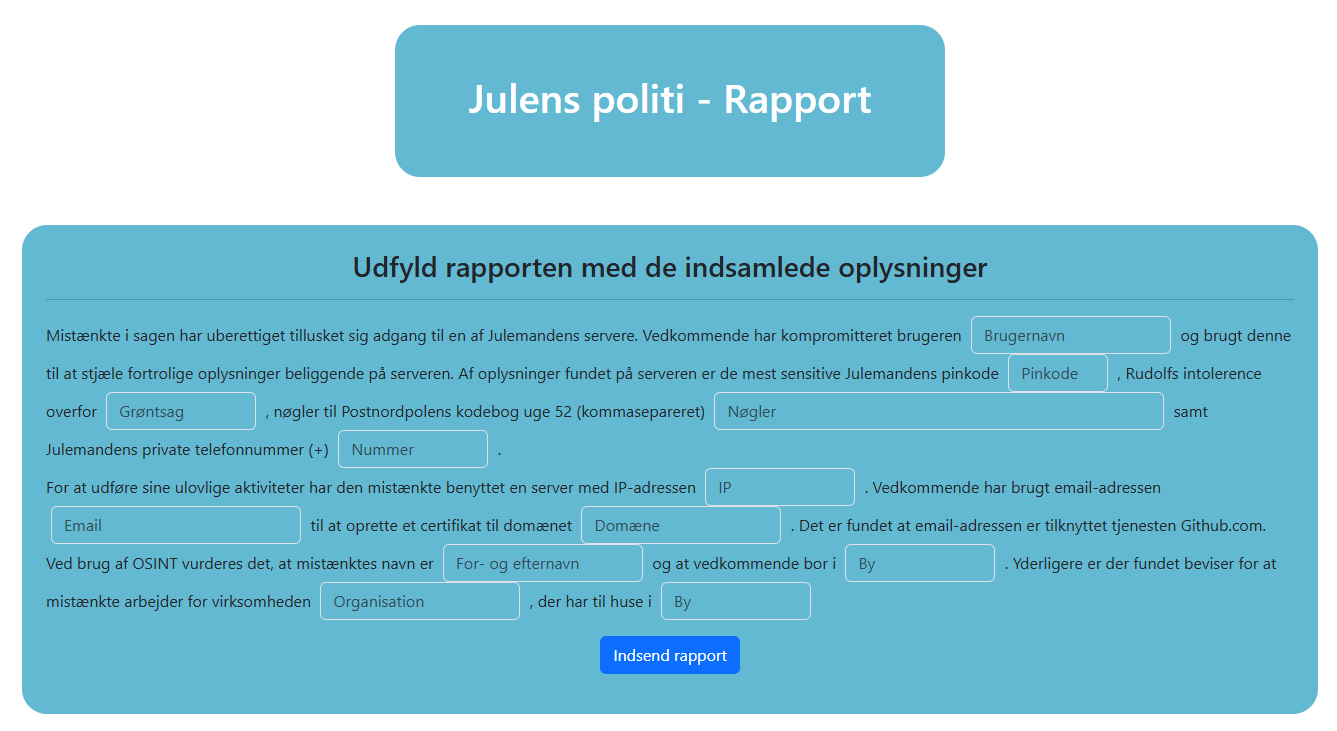 Julens politi - Rapport
Udfyld rapporten med de indsamlede oplysninger
Mistænkte i sagen har uberettiget tillusket sig adgang til en af Julemandens servere. Vedkommende har kompromitteret brugeren Brugernavn og brugt denne
til at stjæle fortrolige oplysninger beliggende på serveren. Af oplysninger fundet på serveren er de mest sensitive Julemandens pinkode Pinkode , Rudolfs intolerence
overfor Grøntsag , nøgler til Postnordpolens kodebog uge 52 (kommasepareret) Nøgler samt
Julemandens private telefonnummer (+) Nummer .
For at udføre sine ulovlige aktiviteter har den mistænkte benyttet en server med IP-adressen IP . Vedkommende har brugt email-adressen
Email til at oprette et certifikat til domænet Domæne . Det er fundet at email-adressen er tilknyttet tjenesten Github.com.
Ved brug af OSINT vurderes det, at mistænktes navn er For- og efternavn og at vedkommende bor i By . Yderligere er der fundet beviser for at
mistænkte arbejder for virksomheden Organisation , der har til huse i By
Indsend rapport